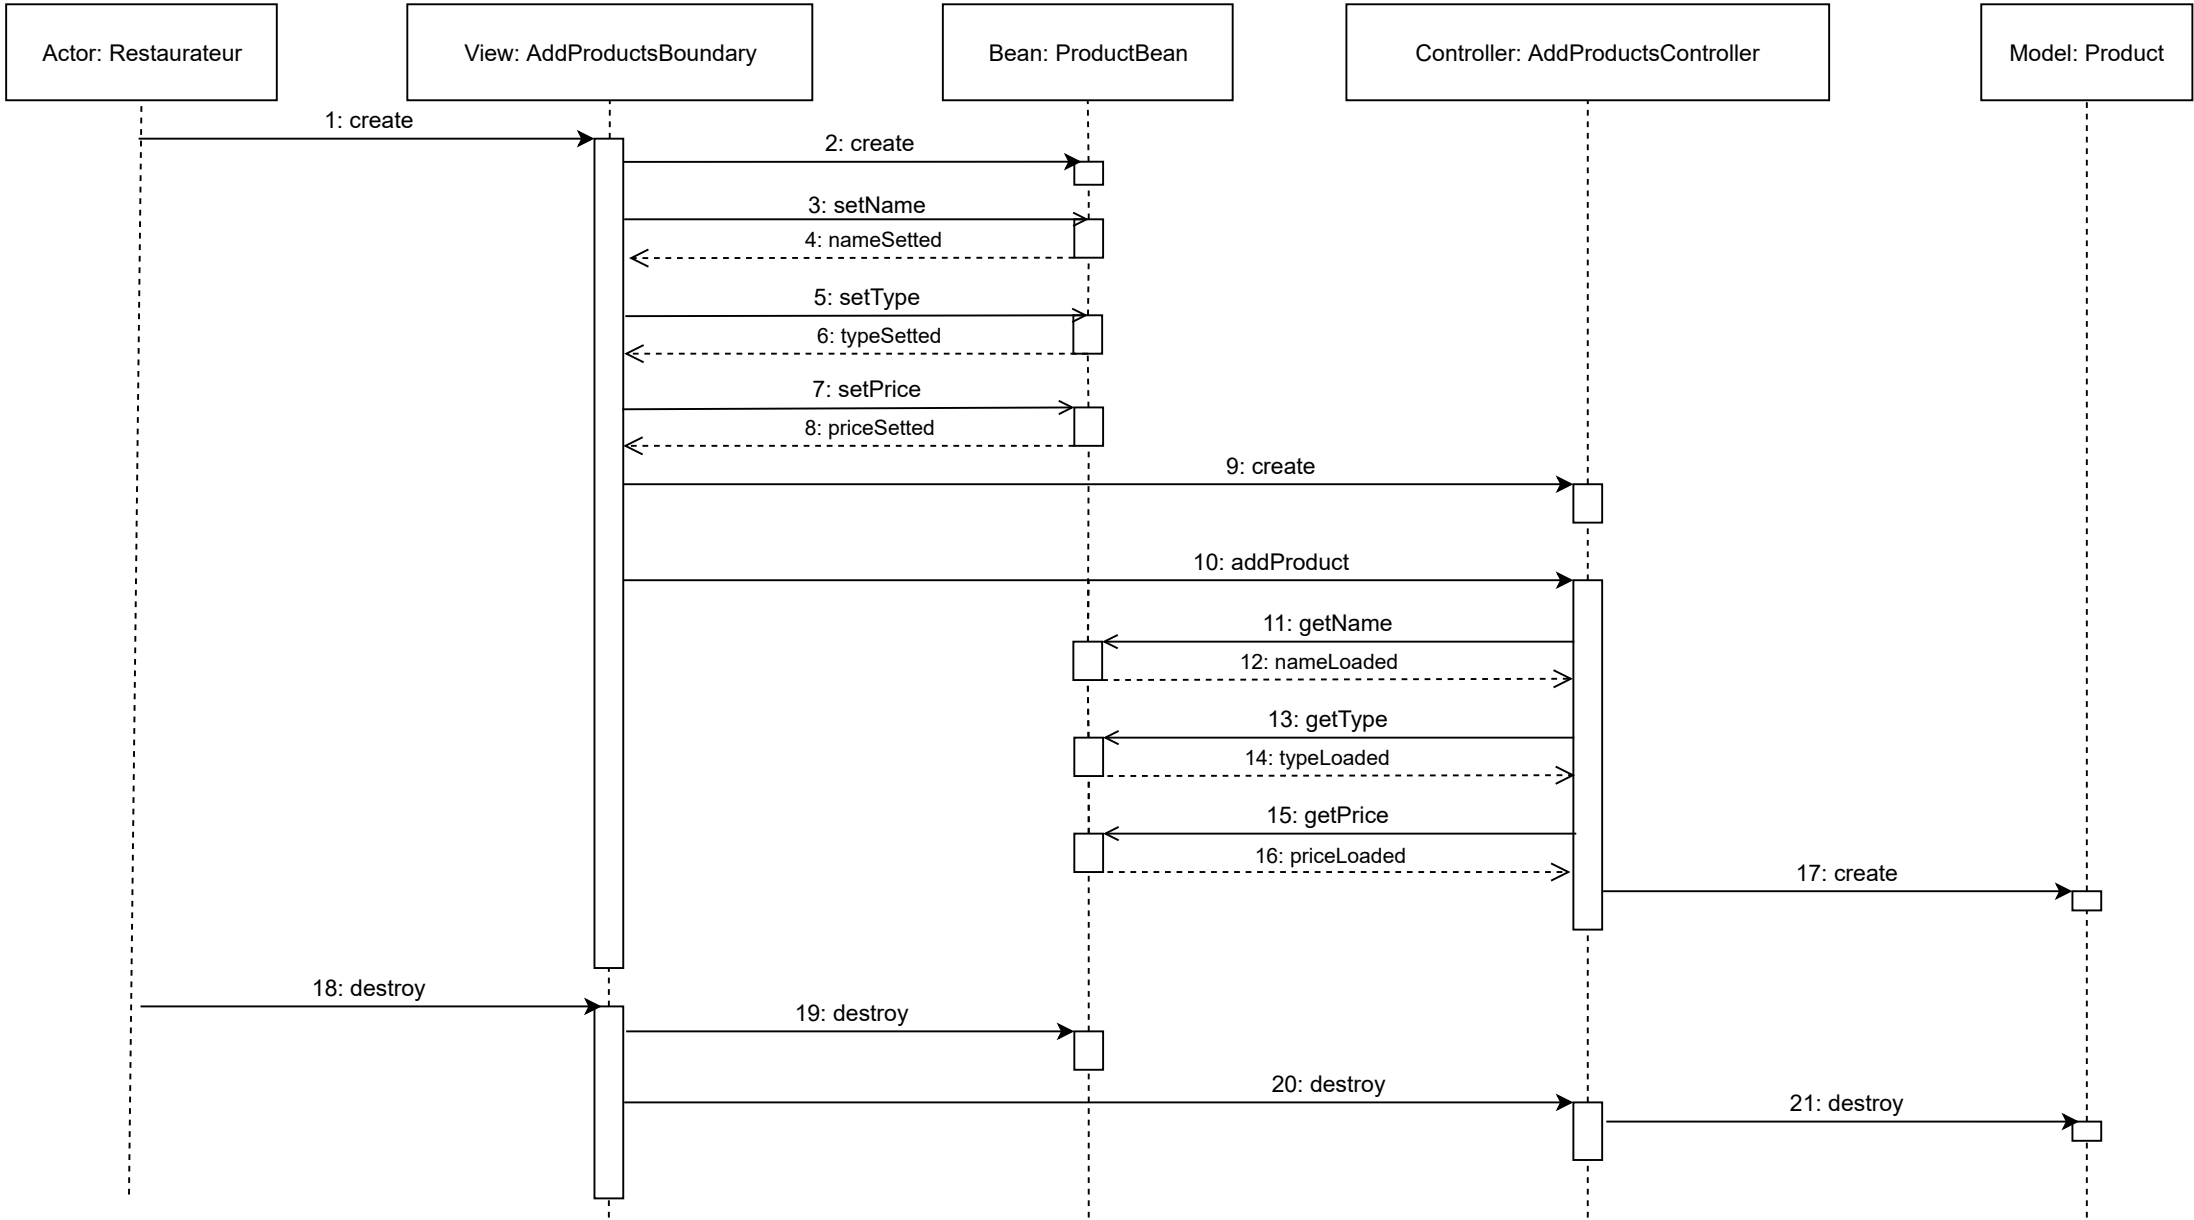 Actor: Restaurateur
View: AddProductsBoundary
Bean: ProductBean
Controller: AddProductsController
Model: Product
1: create
2: create
3: setName
4: nameSetted
5: setType
6: typeSetted
7: setPrice
8: priceSetted
9: create
10: addProduct
11: getName
12: nameLoaded
13: getType
14: typeLoaded
15: getPrice
16: priceLoaded
17: create
18: destroy
19: destroy
20: destroy
21: destroy